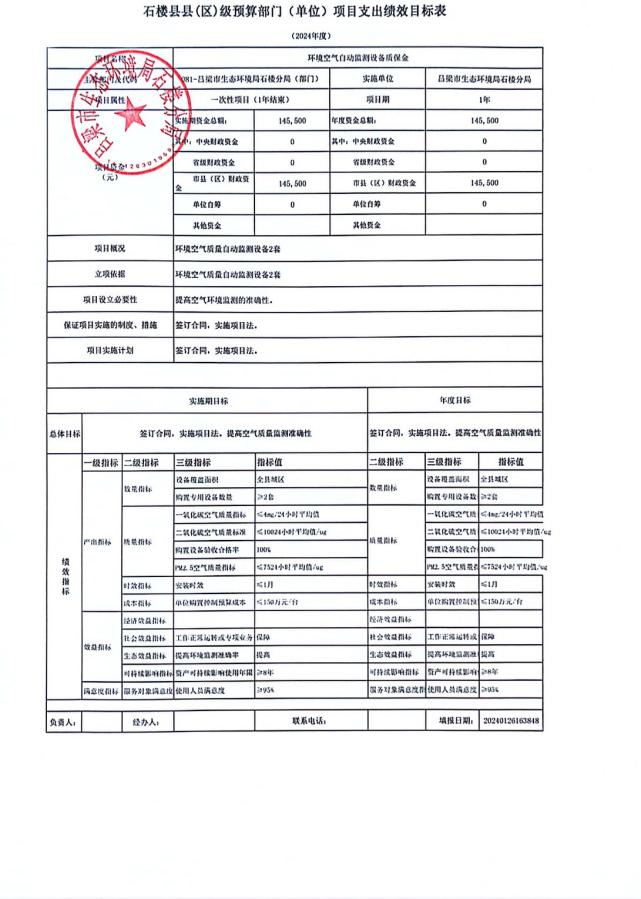 石楼县县(区)级预算部门（单位）项目支出绩效目标表
（2024年度）
项目名称 环境空气自动监测设备质保金
主管部门及代码 081-吕梁市生态环境局石楼分局（部门） 实施单位 吕梁市生态环境局石楼分局
项目属性 一次性项目（1年结束） 项目期 1年
项目资金（元） 实施期资金总额： 145,500 年度资金总额： 145,500
其中：中央财政资金 0 其中：中央财政资金 0
省级财政资金 0 省级财政资金 0
市县（区）财政资金 145,500 市县（区）财政资金 145,500
单位自筹 0 单位自筹 0
其他资金 其他资金
项目概况 环境空气质量自动监测设备2套
立项依据 环境空气质量自动监测设备2套
项目设立必要性 提高空气环境监测的准确性。
保证项目实施的制度、措施 签订合同，实施项目法。
项目实施计划 签订合同，实施项目法。
实施期目标 年度目标
总体目标 签订合同，实施项目法。提高空气质量监测准确性 签订合同，实施项目法。提高空气质量监测准确性
绩效指标 一级指标 二级指标 三级指标 指标值 二级指标 三级指标 指标值
产出指标 数量指标 设备覆盖面积 全县城区 数量指标 设备覆盖面积 全县城区
购置专用设备数量 ≥2套 购置专用设备数 ≥2套
质量指标 一氧化碳空气质量指标 ≤4mg/24小时平均值 质量指标 一氧化碳空气质 ≤4mg/24小时平均值
二氧化硫空气质量标准 ≤10024小时平均值/ug 二氧化硫空气质 ≤10024小时平均值/ug
购置设备验收合格率 100% 购置设备验收合 100%
PM2.5空气质量指标 ≤7524小时平均值/ug PM2.5空气质量 ≤7524小时平均值/ug
时效指标 安装时效 ≤1月 时效指标 安装时效 ≤1月
成本指标 单位购置控制预算成本 ≤150万元/台 成本指标 单位购置控制预 ≤150万元/台
效益指标 经济效益指标 经济效益指标
社会效益指标 工作正常运转或专项业务 保障 社会效益指标 工作正常运转或 保障
生态效益指标 提高环境监测准确率 提高 生态效益指标 提高环境监测准 提高
可持续影响指标 资产可持续影响使用年限 ≥8年 可持续影响指标 资产可持续影响 ≥8年
满意度指标 服务对象满意度 使用人员满意度 ≥95% 服务对象满意度指 使用人员满意度 ≥95%
负责人： 经办人： 联系电话： 填报日期： 20240126163848
吕梁市生态环境局石楼分局